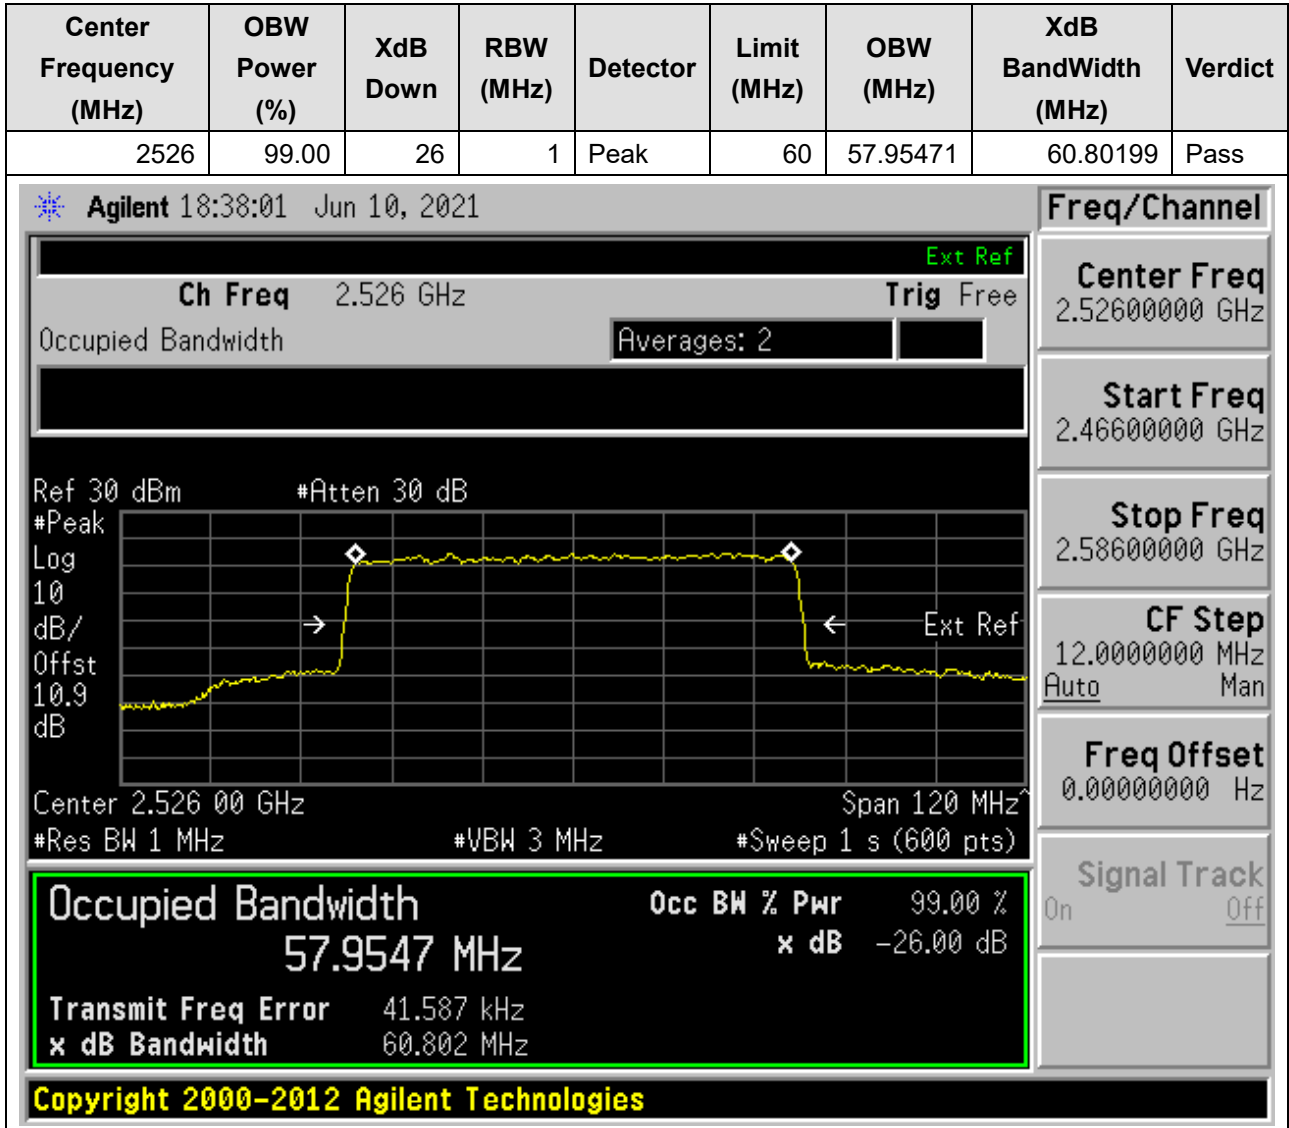 Center Frequency (MHz) OBW Power (%) XdB Down RBW (MHz) Detector Limit (MHz) OBW (MHz) XdB BandWidth (MHz) Verdict
2526 99.00 26 1 Peak 60 57.95471 60.80199 Pass
Agilent 18:38:01 Jun 10, 2021
Freq/Channel
Ext Ref
Ch Freq 2.526 GHz Trig Free
Occupied Bandwidth Averages: 2
Center Freq
2.52600000 GHz
Start Freq
2.46600000 GHz
Stop Freq
2.58600000 GHz
CF Step
12.0000000 MHz
Auto Man
Freq Offset
0.00000000 Hz
Signal Track
On Off
Ref 30 dBm #Atten 30 dB
#Peak
Log
10
dB/
Offst
10.9
dB
Ext Ref
Center 2.526 00 GHz Span 120 MHz^
#Res BW 1 MHz #VBW 3 MHz #Sweep 1 s (600 pts)
Occupied Bandwidth Occ BW % Pwr 99.00 %
57.9547 MHz x dB -26.00 dB
Transmit Freq Error 41.587 kHz
x dB Bandwidth 60.802 MHz
Copyright 2000-2012 Agilent Technologies